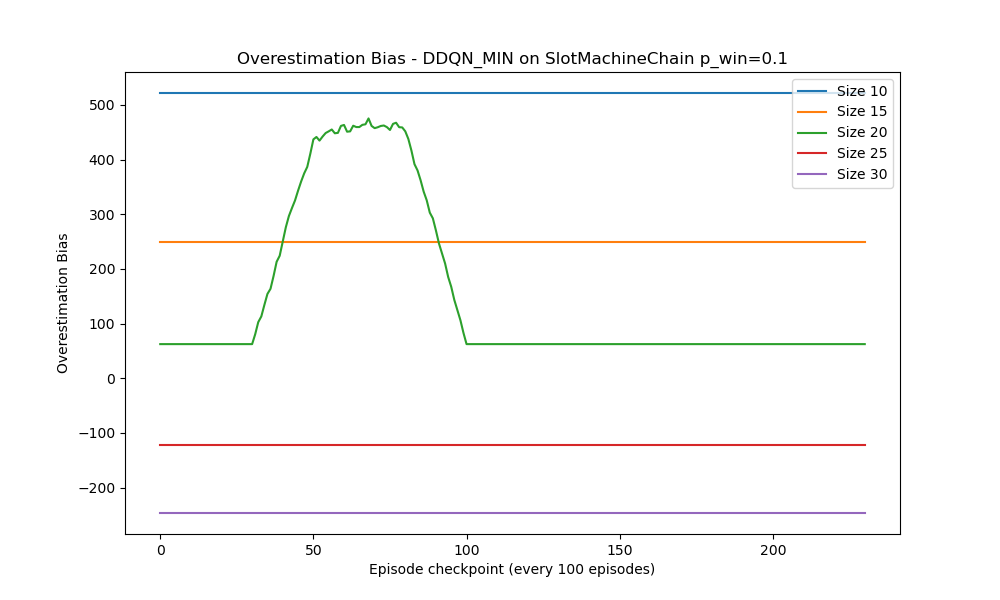 Overestimation Bias - DDQN_MIN on SlotMachineChain p_win=0.1
Size 10
Size 15
Size 20
Size 25
Size 30
500
400
300
200
100
0
−100
−200
Overestimation Bias
0
50
100
150
200
Episode checkpoint (every 100 episodes)